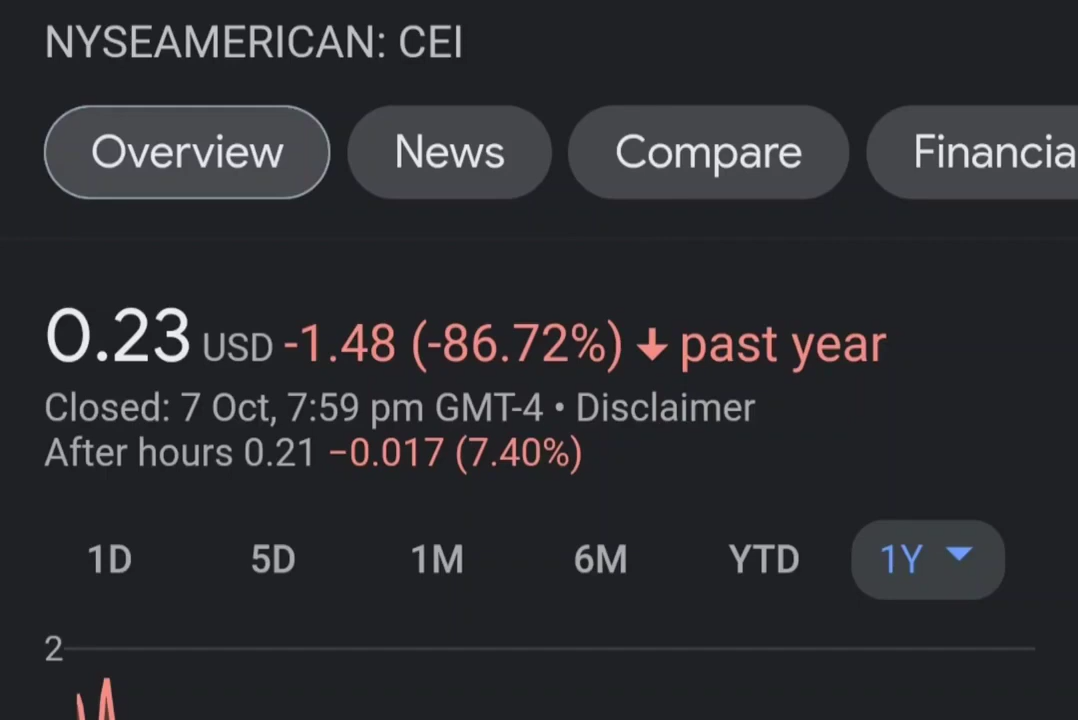 NYSEAMERICAN: CEI
Overview News Compare Financia
0.23 USD -1.48 (-86.72%) ↓ past year
Closed: 7 Oct, 7:59 pm GMT-4 • Disclaimer
After hours 0.21 −0.017 (7.40%)
1D 5D 1M 6M YTD 1Y
2